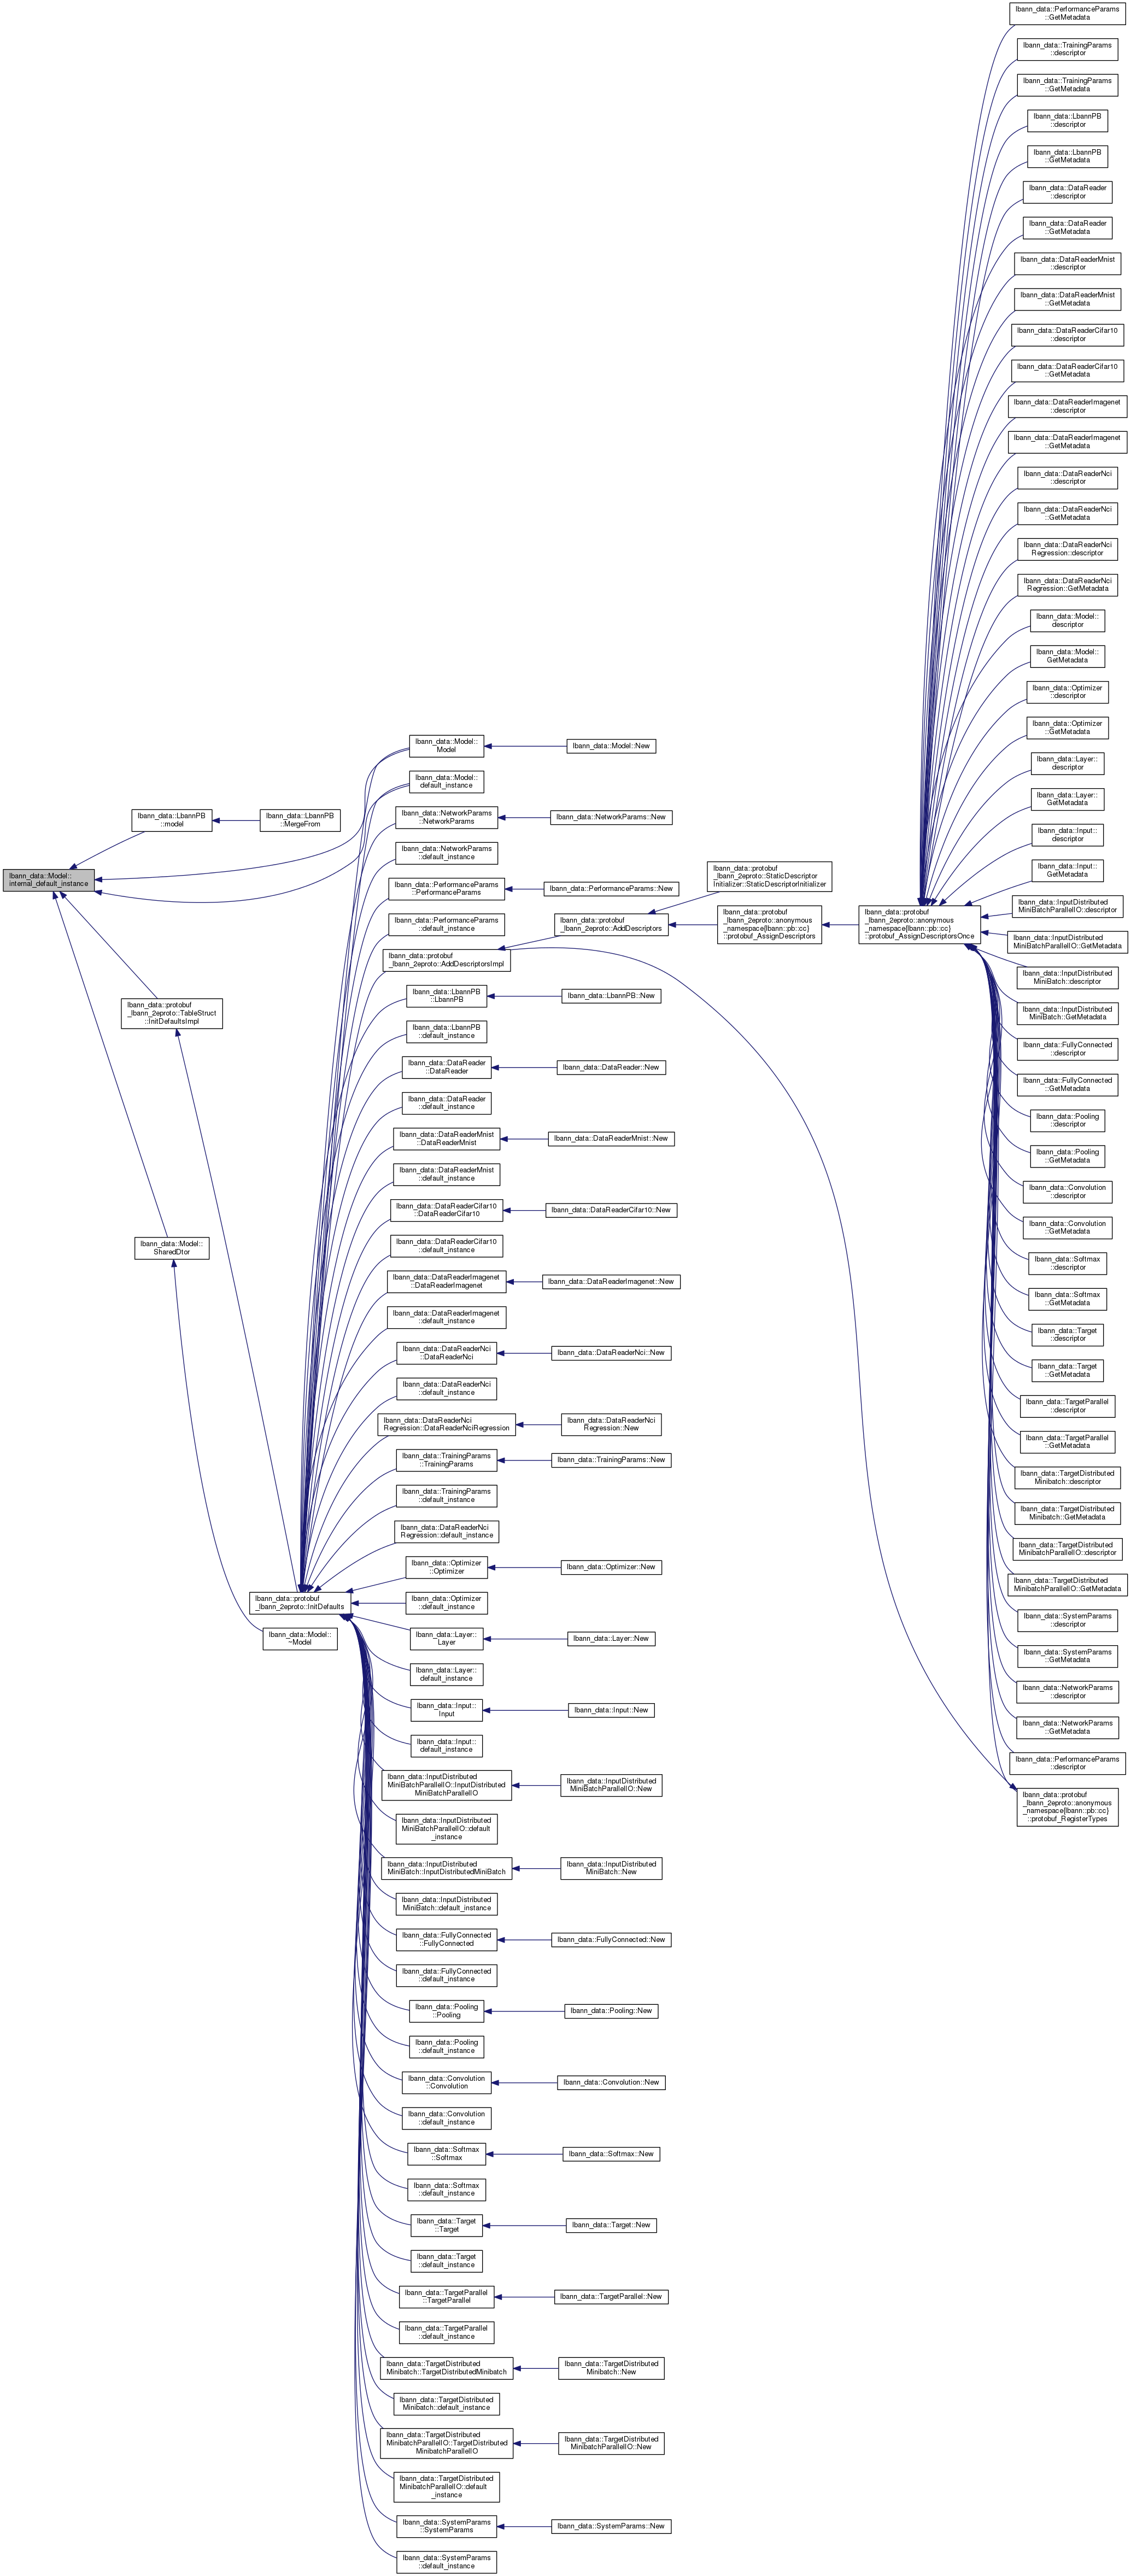 lbann_data::Model::
internal_default_instance
lbann_data::LbannPB
::model
lbann_data::protobuf
_lbann_2eproto::TableStruct
::InitDefaultsImpl
lbann_data::Model::
SharedDtor
lbann_data::LbannPB
::MergeFrom
lbann_data::protobuf
_lbann_2eproto::InitDefaults
lbann_data::Model::
~Model
lbann_data::Model::
Model
lbann_data::Model::
default_instance
lbann_data::NetworkParams
::NetworkParams
lbann_data::NetworkParams
::default_instance
lbann_data::PerformanceParams
::PerformanceParams
lbann_data::PerformanceParams
::default_instance
lbann_data::protobuf
_lbann_2eproto::AddDescriptorsImpl
lbann_data::LbannPB
::LbannPB
lbann_data::LbannPB
::default_instance
lbann_data::DataReader
::DataReader
lbann_data::DataReader
::default_instance
lbann_data::DataReaderMnist
::DataReaderMnist
lbann_data::DataReaderMnist
::default_instance
lbann_data::DataReaderCifar10
::DataReaderCifar10
lbann_data::DataReaderCifar10
::default_instance
lbann_data::DataReaderImagenet
::DataReaderImagenet
lbann_data::DataReaderImagenet
::default_instance
lbann_data::DataReaderNci
::DataReaderNci
lbann_data::DataReaderNci
::default_instance
lbann_data::DataReaderNci
Regression::DataReaderNciRegression
lbann_data::TrainingParams
::TrainingParams
lbann_data::TrainingParams
::default_instance
lbann_data::DataReaderNci
Regression::default_instance
lbann_data::Optimizer
::Optimizer
lbann_data::Optimizer
::default_instance
lbann_data::Layer::
Layer
lbann_data::Layer::
default_instance
lbann_data::Input::
Input
lbann_data::Input::
default_instance
lbann_data::InputDistributed
MiniBatchParallelIO::InputDistributed
MiniBatchParallelIO
lbann_data::InputDistributed
MiniBatchParallelIO::default
_instance
lbann_data::InputDistributed
MiniBatch::InputDistributedMiniBatch
lbann_data::InputDistributed
MiniBatch::default_instance
lbann_data::FullyConnected
::FullyConnected
lbann_data::FullyConnected
::default_instance
lbann_data::Pooling
::Pooling
lbann_data::Pooling
::default_instance
lbann_data::Convolution
::Convolution
lbann_data::Convolution
::default_instance
lbann_data::Softmax
::Softmax
lbann_data::Softmax
::default_instance
lbann_data::Target
::Target
lbann_data::Target
::default_instance
lbann_data::TargetParallel
::TargetParallel
lbann_data::TargetParallel
::default_instance
lbann_data::TargetDistributed
Minibatch::TargetDistributedMinibatch
lbann_data::TargetDistributed
Minibatch::default_instance
lbann_data::TargetDistributed
MinibatchParallelIO::TargetDistributed
MinibatchParallelIO
lbann_data::TargetDistributed
MinibatchParallelIO::default
_instance
lbann_data::SystemParams
::SystemParams
lbann_data::SystemParams
::default_instance
lbann_data::Model::New
lbann_data::NetworkParams::New
lbann_data::PerformanceParams::New
lbann_data::protobuf
_lbann_2eproto::AddDescriptors
lbann_data::LbannPB::New
lbann_data::DataReader::New
lbann_data::DataReaderMnist::New
lbann_data::DataReaderCifar10::New
lbann_data::DataReaderImagenet::New
lbann_data::DataReaderNci::New
lbann_data::DataReaderNci
Regression::New
lbann_data::TrainingParams::New
lbann_data::Optimizer::New
lbann_data::Layer::New
lbann_data::Input::New
lbann_data::InputDistributed
MiniBatchParallelIO::New
lbann_data::InputDistributed
MiniBatch::New
lbann_data::FullyConnected::New
lbann_data::Pooling::New
lbann_data::Convolution::New
lbann_data::Softmax::New
lbann_data::Target::New
lbann_data::TargetParallel::New
lbann_data::TargetDistributed
Minibatch::New
lbann_data::TargetDistributed
MinibatchParallelIO::New
lbann_data::SystemParams::New
lbann_data::protobuf
_lbann_2eproto::StaticDescriptor
Initializer::StaticDescriptorInitializer
lbann_data::protobuf
_lbann_2eproto::anonymous
_namespace{lbann::pb::cc}
::protobuf_AssignDescriptors
lbann_data::protobuf
_lbann_2eproto::anonymous
_namespace{lbann::pb::cc}
::protobuf_AssignDescriptorsOnce
lbann_data::PerformanceParams
::GetMetadata
lbann_data::TrainingParams
::descriptor
lbann_data::TrainingParams
::GetMetadata
lbann_data::LbannPB
::descriptor
lbann_data::LbannPB
::GetMetadata
lbann_data::DataReader
::descriptor
lbann_data::DataReader
::GetMetadata
lbann_data::DataReaderMnist
::descriptor
lbann_data::DataReaderMnist
::GetMetadata
lbann_data::DataReaderCifar10
::descriptor
lbann_data::DataReaderCifar10
::GetMetadata
lbann_data::DataReaderImagenet
::descriptor
lbann_data::DataReaderImagenet
::GetMetadata
lbann_data::DataReaderNci
::descriptor
lbann_data::DataReaderNci
::GetMetadata
lbann_data::DataReaderNci
Regression::descriptor
lbann_data::DataReaderNci
Regression::GetMetadata
lbann_data::Model::
descriptor
lbann_data::Model::
GetMetadata
lbann_data::Optimizer
::descriptor
lbann_data::Optimizer
::GetMetadata
lbann_data::Layer::
descriptor
lbann_data::Layer::
GetMetadata
lbann_data::Input::
descriptor
lbann_data::Input::
GetMetadata
lbann_data::InputDistributed
MiniBatchParallelIO::descriptor
lbann_data::InputDistributed
MiniBatchParallelIO::GetMetadata
lbann_data::InputDistributed
MiniBatch::descriptor
lbann_data::InputDistributed
MiniBatch::GetMetadata
lbann_data::FullyConnected
::descriptor
lbann_data::FullyConnected
::GetMetadata
lbann_data::Pooling
::descriptor
lbann_data::Pooling
::GetMetadata
lbann_data::Convolution
::descriptor
lbann_data::Convolution
::GetMetadata
lbann_data::Softmax
::descriptor
lbann_data::Softmax
::GetMetadata
lbann_data::Target
::descriptor
lbann_data::Target
::GetMetadata
lbann_data::TargetParallel
::descriptor
lbann_data::TargetParallel
::GetMetadata
lbann_data::TargetDistributed
Minibatch::descriptor
lbann_data::TargetDistributed
Minibatch::GetMetadata
lbann_data::TargetDistributed
MinibatchParallelIO::descriptor
lbann_data::TargetDistributed
MinibatchParallelIO::GetMetadata
lbann_data::SystemParams
::descriptor
lbann_data::SystemParams
::GetMetadata
lbann_data::NetworkParams
::descriptor
lbann_data::NetworkParams
::GetMetadata
lbann_data::PerformanceParams
::descriptor
lbann_data::protobuf
_lbann_2eproto::anonymous
_namespace{lbann::pb::cc}
::protobuf_RegisterTypes